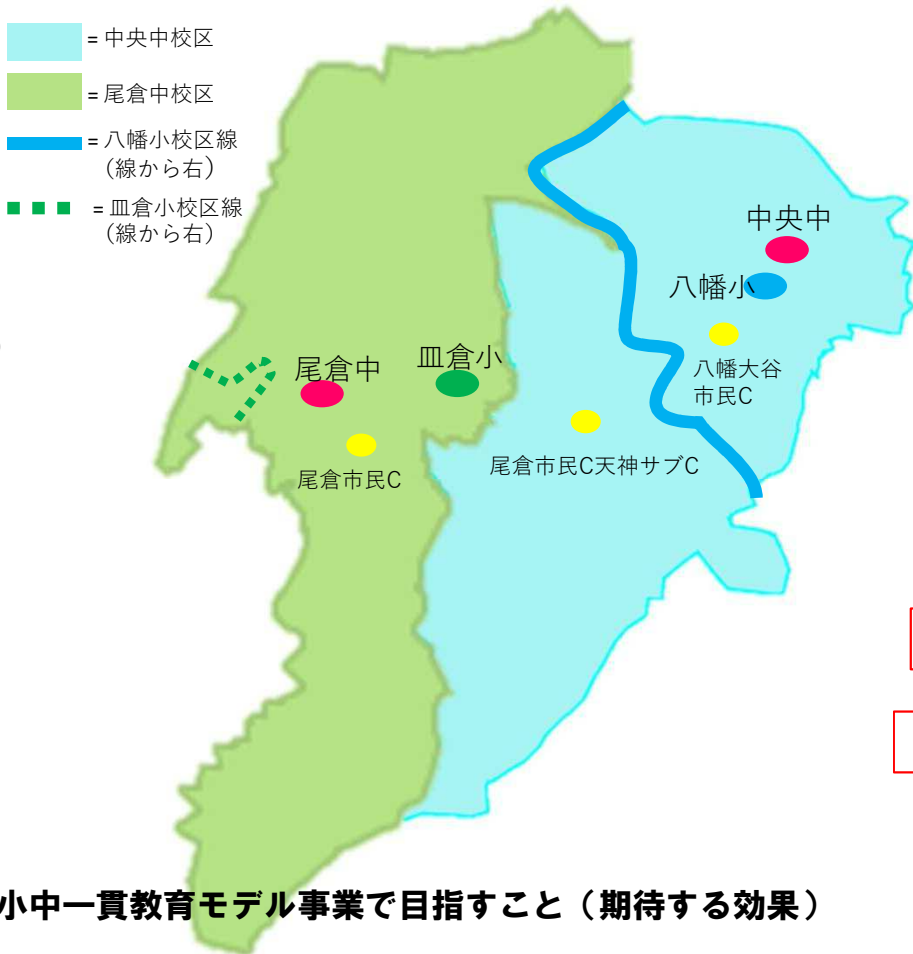 = 中央中校区
= 尾倉中校区
= 八幡小校区線
(線から右)
= 皿倉小校区線
(線から右)
中央中
八幡小
八幡大谷
市民C
尾倉中
皿倉小
尾倉市民C
尾倉市民C天神サブC
小中一貫教育モデル事業で目指すこと（期待する効果）